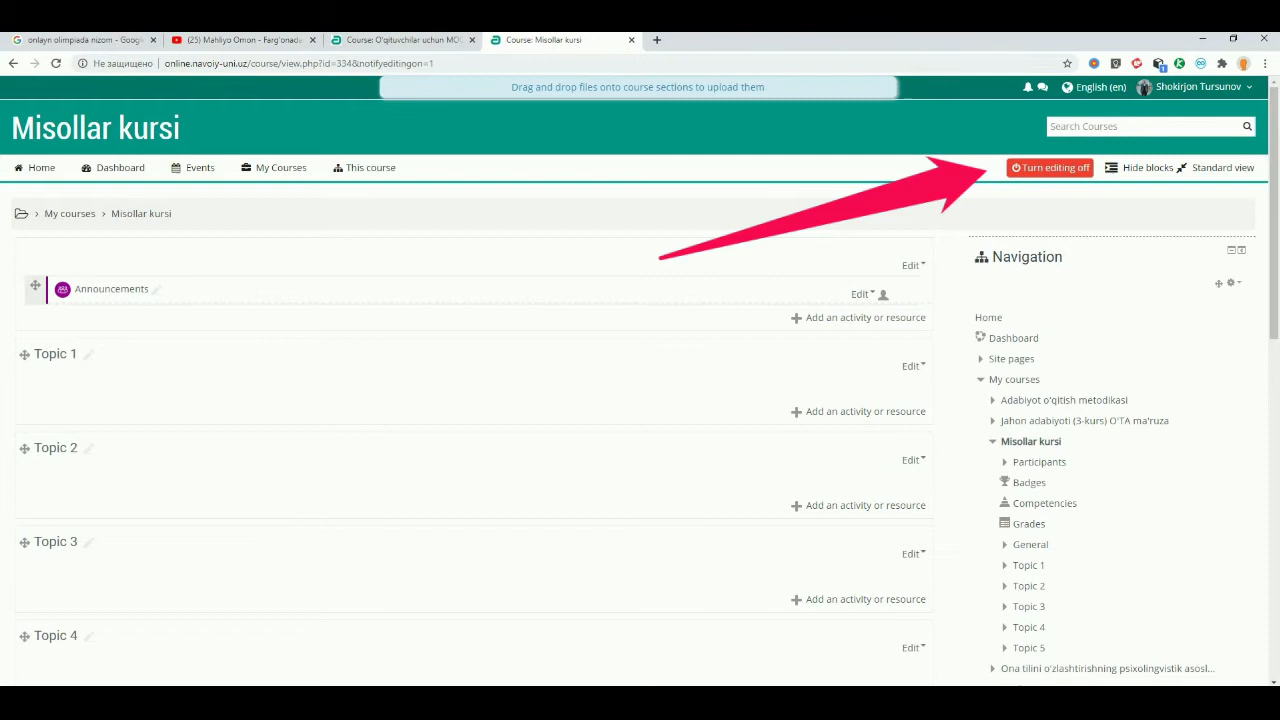 onlayn olimpiada nizom - Googl
(25) Mahliyo Omon - Farg'onada
Course: O'qituvchilar uchun MOO
Course: Misollar kursi
Не защищено
online.navoiy-uni.uz/course/view.php?id=334&notifyeditingon=1
Drag and drop files onto course sections to upload them
English (en)
Shokirjon Tursunov
Misollar kursi
Search Courses
Home
Dashboard
Events
My Courses
This course
Turn editing off
Hide blocks
Standard view
My courses
Misollar kursi
Edit
Announcements
Edit
Add an activity or resource
Topic 1
Edit
Add an activity or resource
Topic 2
Edit
Add an activity or resource
Topic 3
Edit
Add an activity or resource
Topic 4
Edit
Navigation
Home
Dashboard
Site pages
My courses
Adabiyot o'qitish metodikasi
Jahon adabiyoti (3-kurs) O'TA ma'ruza
Misollar kursi
Participants
Badges
Competencies
Grades
General
Topic 1
Topic 2
Topic 3
Topic 4
Topic 5
Ona tilini o'zlashtirishning psixolingvistik asosl...